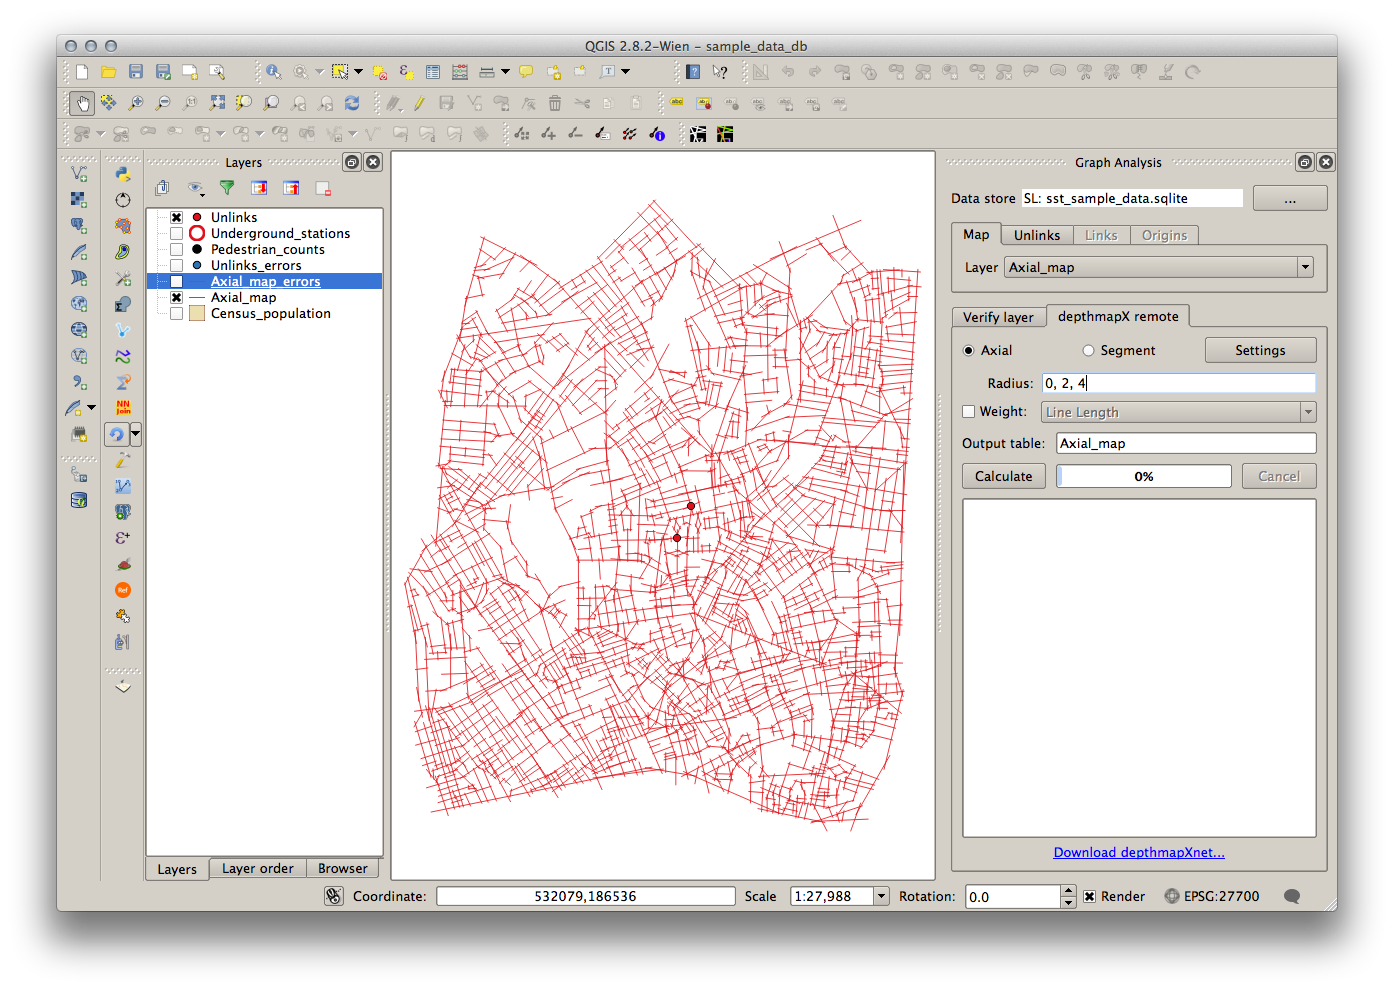 QGIS 2.8.2-Wien - sample_data_db
Layers
Graph Analysis
Data store SL: sst_sample_data.sqlite ...
Map Unlinks Links Origins
Layer Axial_map
Unlinks
Underground_stations
Pedestrian_counts
Unlinks_errors
Axial_map_errors
Axial_map
Census_population
Verify layer depthmapX remote
Axial Segment Settings
Radius: 0, 2, 4
Weight: Line Length
Output table: Axial_map
Calculate 0% Cancel
Download depthmapXnet...
Layers Layer order Browser
Coordinate: 532079,186536 Scale 1:27,988 Rotation: 0.0 Render EPSG:27700
NN
Join
Ref